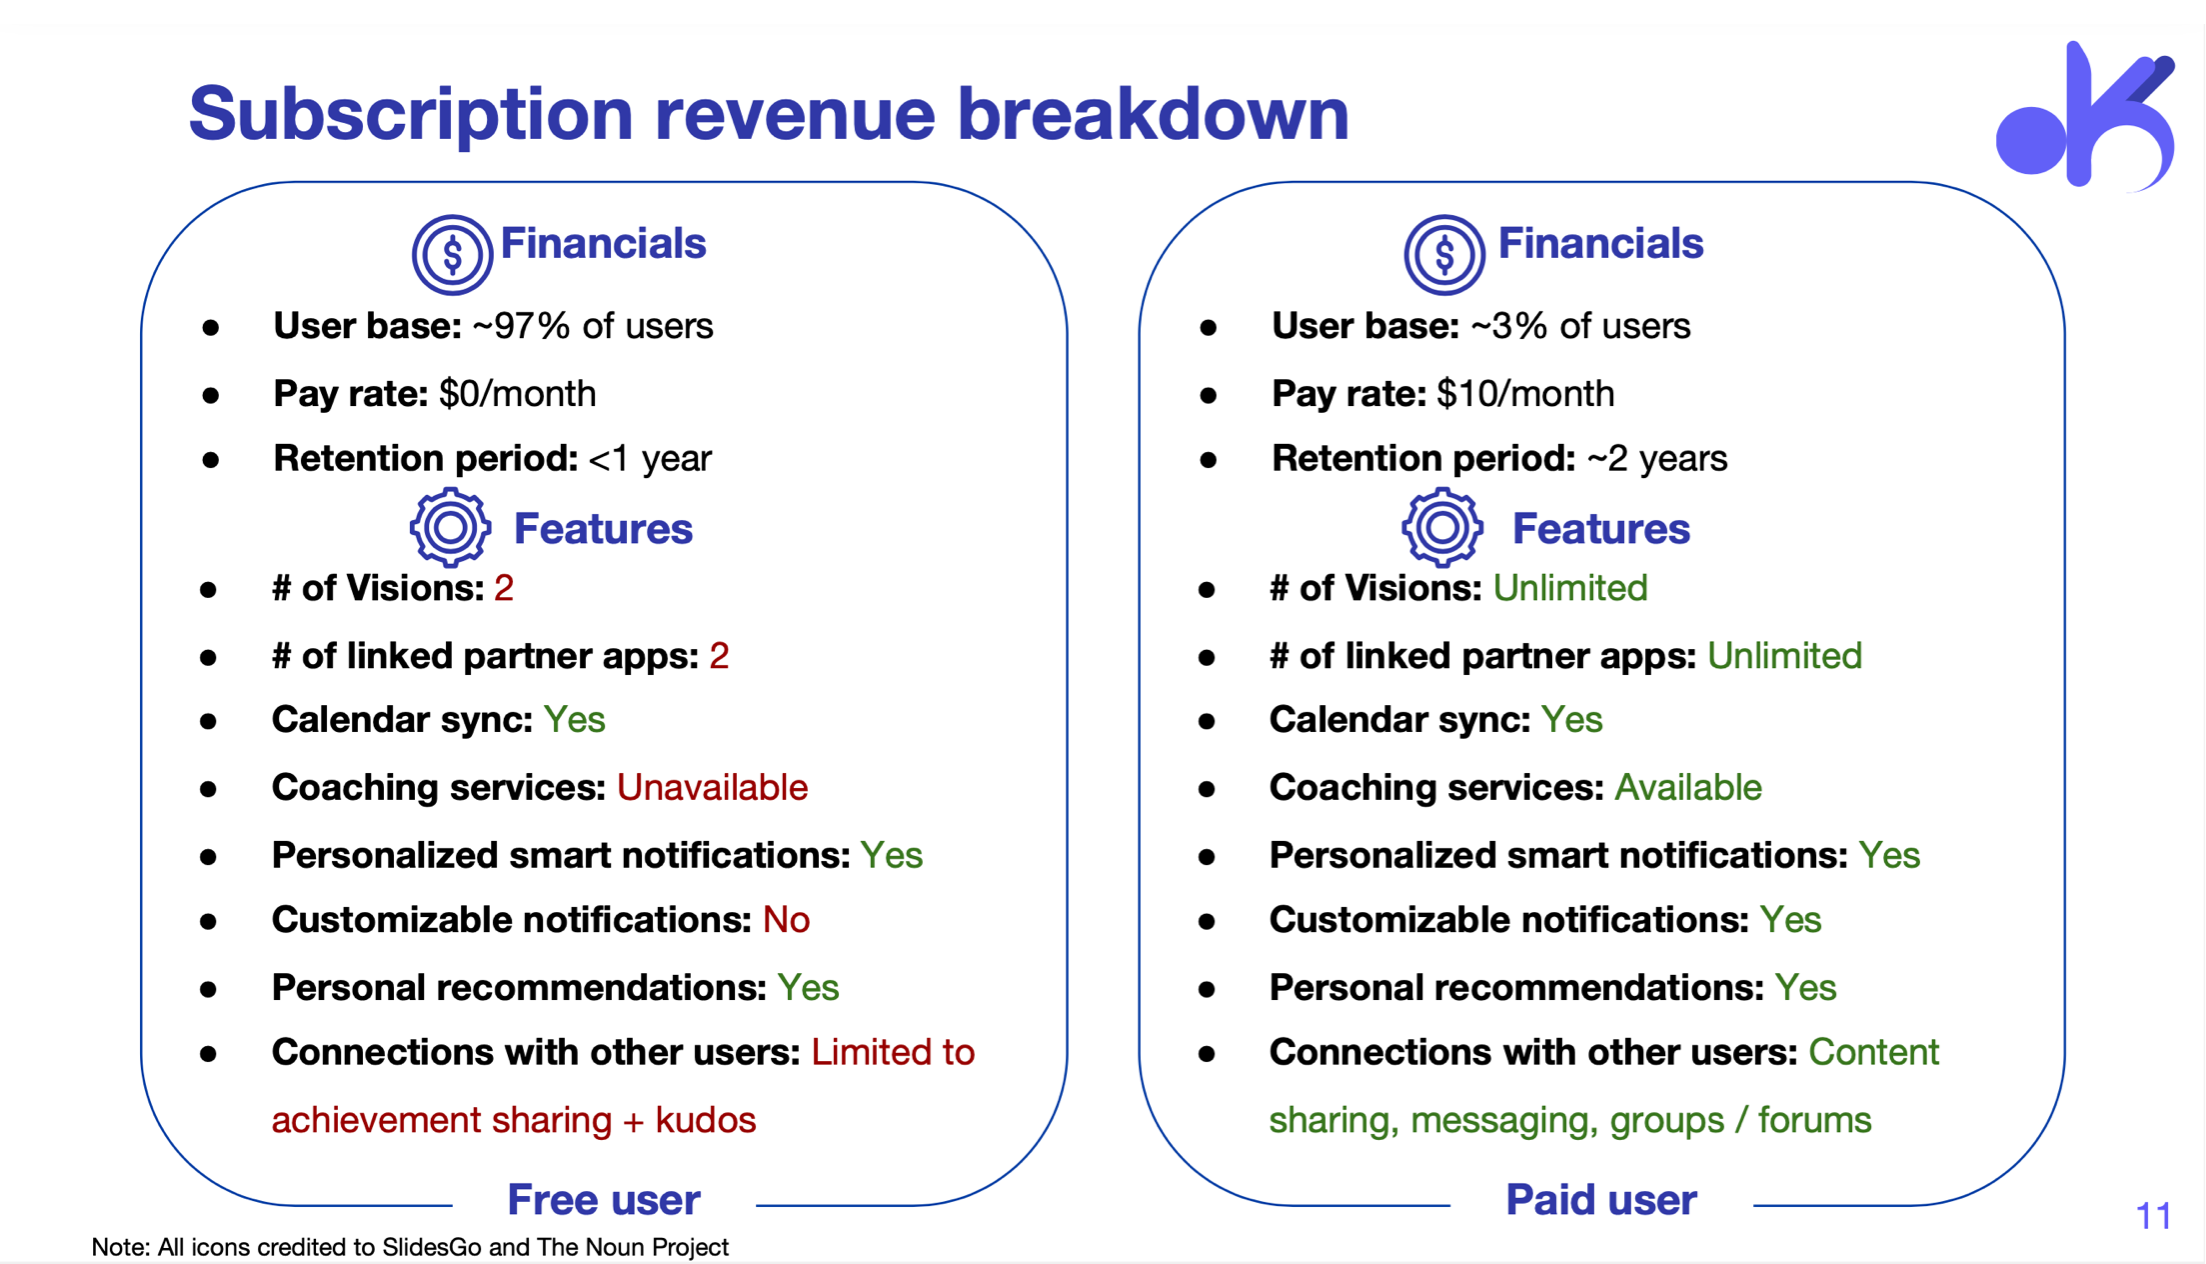 Subscription revenue breakdown
Financials
● User base: ~97% of users
● Pay rate: $0/month
● Retention period: <1 year
Features
● # of Visions: 2
● # of linked partner apps: 2
● Calendar sync: Yes
● Coaching services: Unavailable
● Personalized smart notifications: Yes
● Customizable notifications: No
● Personal recommendations: Yes
● Connections with other users: Limited to
achievement sharing + kudos
Free user
Financials
● User base: ~3% of users
● Pay rate: $10/month
● Retention period: ~2 years
Features
● # of Visions: Unlimited
● # of linked partner apps: Unlimited
● Calendar sync: Yes
● Coaching services: Available
● Personalized smart notifications: Yes
● Customizable notifications: Yes
● Personal recommendations: Yes
● Connections with other users: Content
sharing, messaging, groups / forums
Paid user
Note: All icons credited to SlidesGo and The Noun Project
11